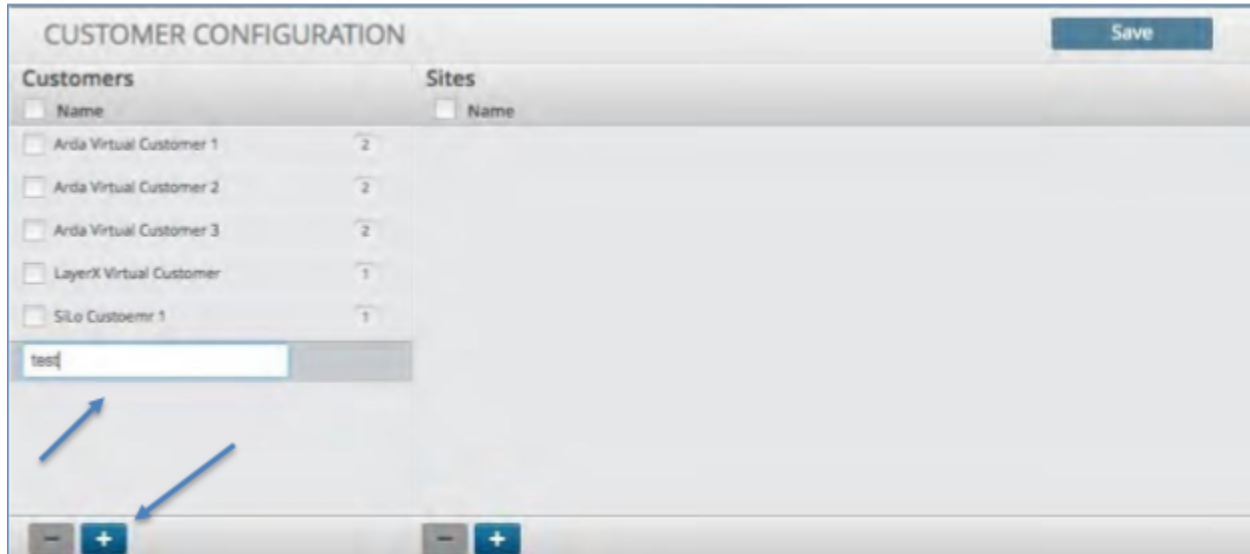 CUSTOMER CONFIGURATION
Save
Customers
Sites
Name
Name
Arda Virtual Customer 1 2
Arda Virtual Customer 2 2
Arda Virtual Customer 3 2
LayerX Virtual Customer 1
SiLo Custoemr 1 1
test
− +
− +